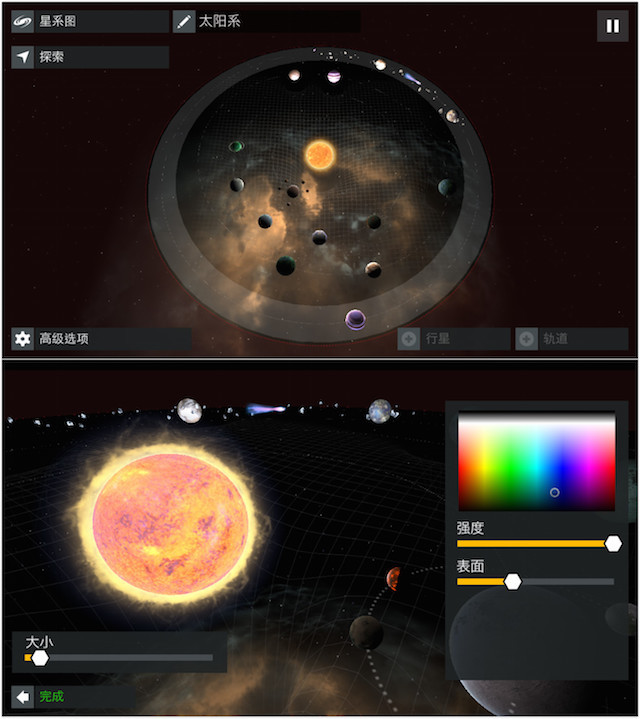 星系图
太阳系
探索
高级选项
行星
轨道
强度
表面
大小
完成